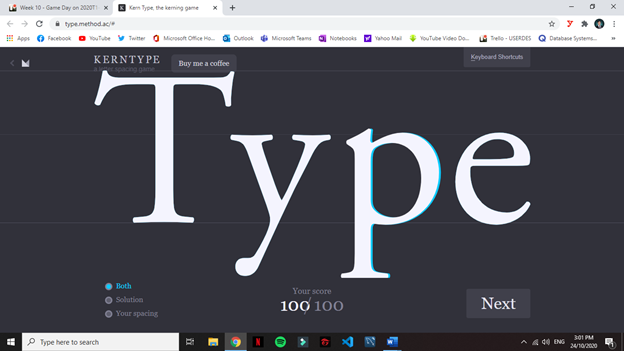 Week 10 - Game Day on 2020T1
Kern Type, the kerning game
type.method.ac/#
Apps
Facebook
YouTube
Twitter
Microsoft Office Ho...
Outlook
Microsoft Teams
Notebooks
Yahoo Mail
YouTube Video Do...
Trello - USERDES
Database Systems...
KERNTYPE
a letter spacing game
Buy me a coffee
Keyboard Shortcuts
Type
Both
Solution
Your spacing
Your score
100/100
Next
Type here to search
ENG
3:01 PM
24/10/2020